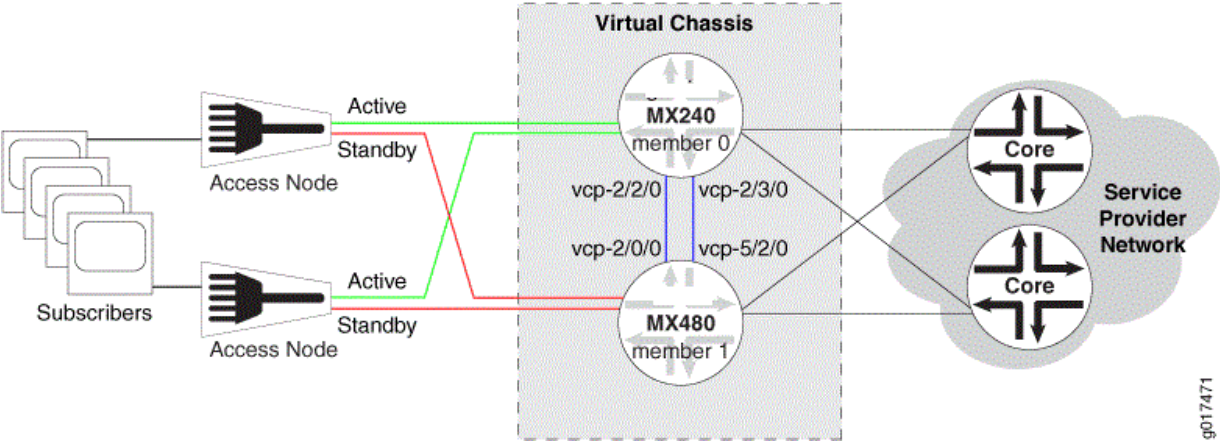 Virtual Chassis
Active
Standby
Access Node
MX240
member 0
Core
vcp-2/2/0
vcp-2/3/0
Service
Provider
Network
vcp-2/0/0
vcp-5/2/0
Active
Standby
Access Node
Subscribers
MX480
member 1
Core
g017471